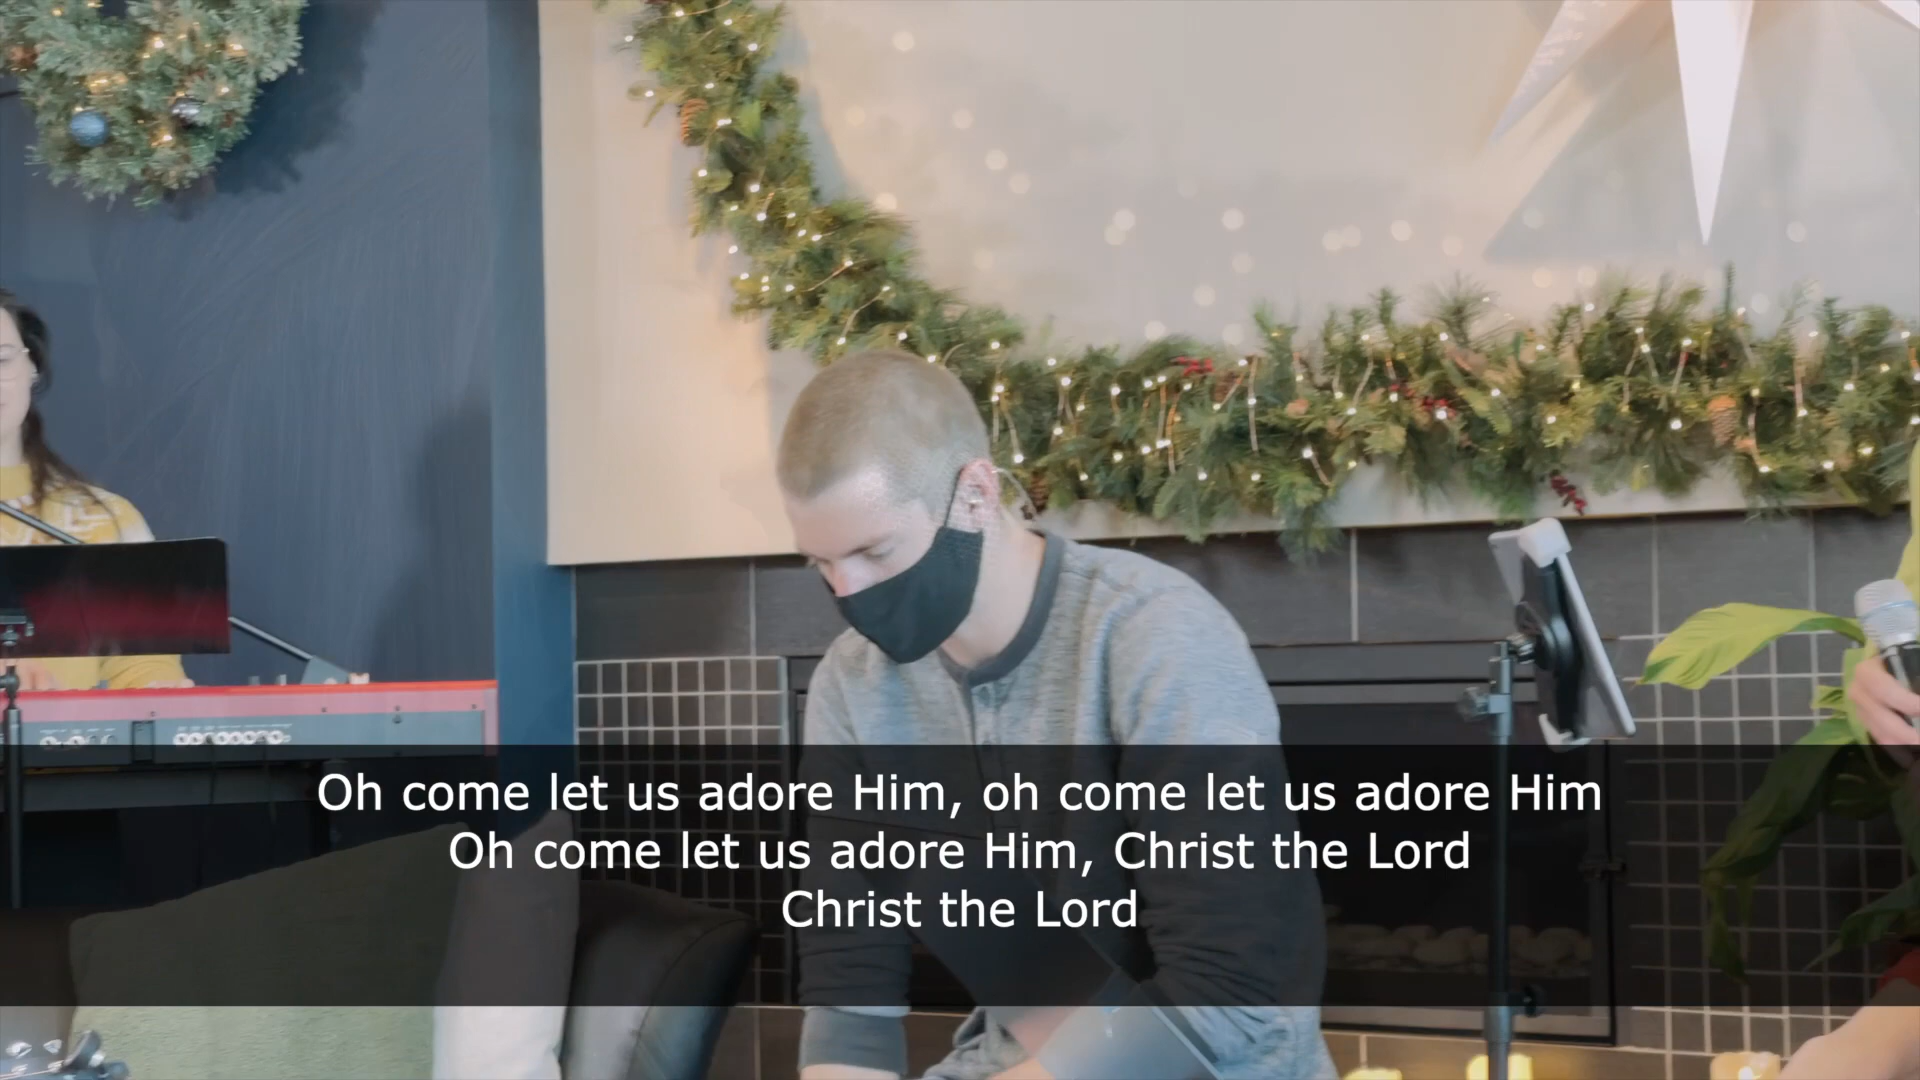 Oh come let us adore Him, oh come let us adore Him
Oh come let us adore Him, Christ the Lord
Christ the Lord